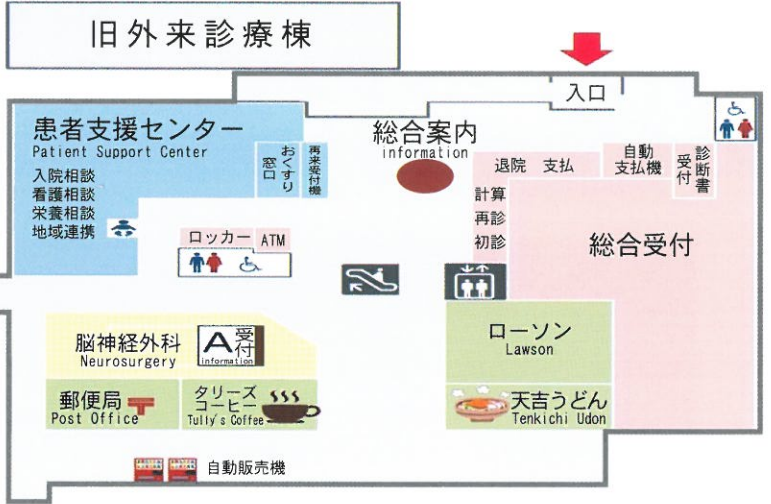 旧外来診療棟
入口
患者支援センター
Patient Support Center
入院相談
看護相談
栄養相談
地域連携
おくすり
窓口
再来受付機
総合案内
information
退院 支払
自動
支払機
診断書
受付
計算
再診
初診
総合受付
ロッカー
ATM
脳神経外科
Neurosurgery
A受付
information
ローソン
Lawson
郵便局
Post Office
タリーズ
コーヒー
Tully's Coffee
天吉うどん
Tenkichi Udon
自動販売機